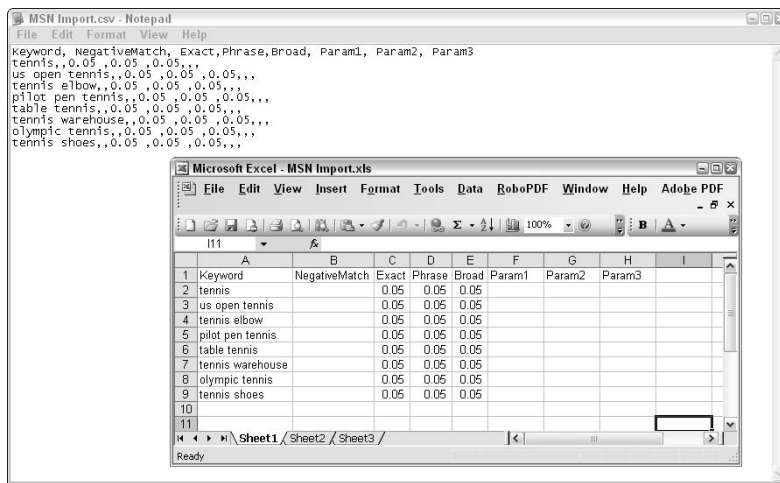 MSN Import.csv - Notepad
File Edit Format View Help
Keyword, NegativeMatch, Exact,Phrase,Broad, Param1, Param2, Param3
tennis,,0.05 ,0.05 ,0.05,,,
us open tennis,,0.05 ,0.05 ,0.05,,,
tennis elbow,,0.05 ,0.05 ,0.05,,,
pilot pen tennis,,0.05 ,0.05 ,0.05,,,
table tennis,,0.05 ,0.05 ,0.05,,,
tennis warehouse,,0.05 ,0.05 ,0.05,,,
olympic tennis,,0.05 ,0.05 ,0.05,,,
tennis shoes,,0.05 ,0.05 ,0.05,,,
Microsoft Excel - MSN Import.xls
File Edit View Insert Format Tools Data RoboPDF Window Help Adobe PDF
100% B A
I11 fx
A B C D E F G H I
1 Keyword NegativeMatch Exact Phrase Broad Param1 Param2 Param3
2 tennis 0.05 0.05 0.05
3 us open tennis 0.05 0.05 0.05
4 tennis elbow 0.05 0.05 0.05
5 pilot pen tennis 0.05 0.05 0.05
6 table tennis 0.05 0.05 0.05
7 tennis warehouse 0.05 0.05 0.05
8 olympic tennis 0.05 0.05 0.05
9 tennis shoes 0.05 0.05 0.05
10
11
Sheet1 / Sheet2 / Sheet3 /
Ready